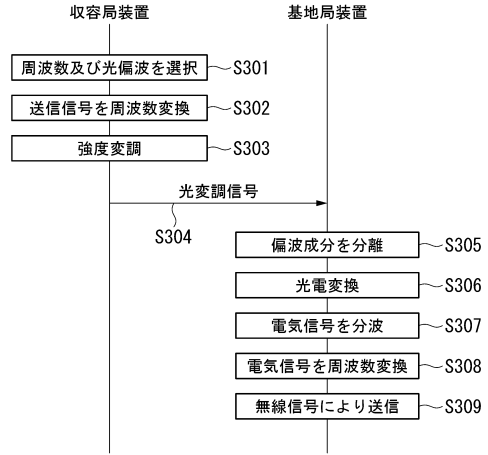 収容局装置
基地局装置
周波数及び光偏波を選択 S301
送信信号を周波数変換 S302
強度変調 S303
光変調信号
S304
偏波成分を分離 S305
光電変換 S306
電気信号を分波 S307
電気信号を周波数変換 S308
無線信号により送信 S309